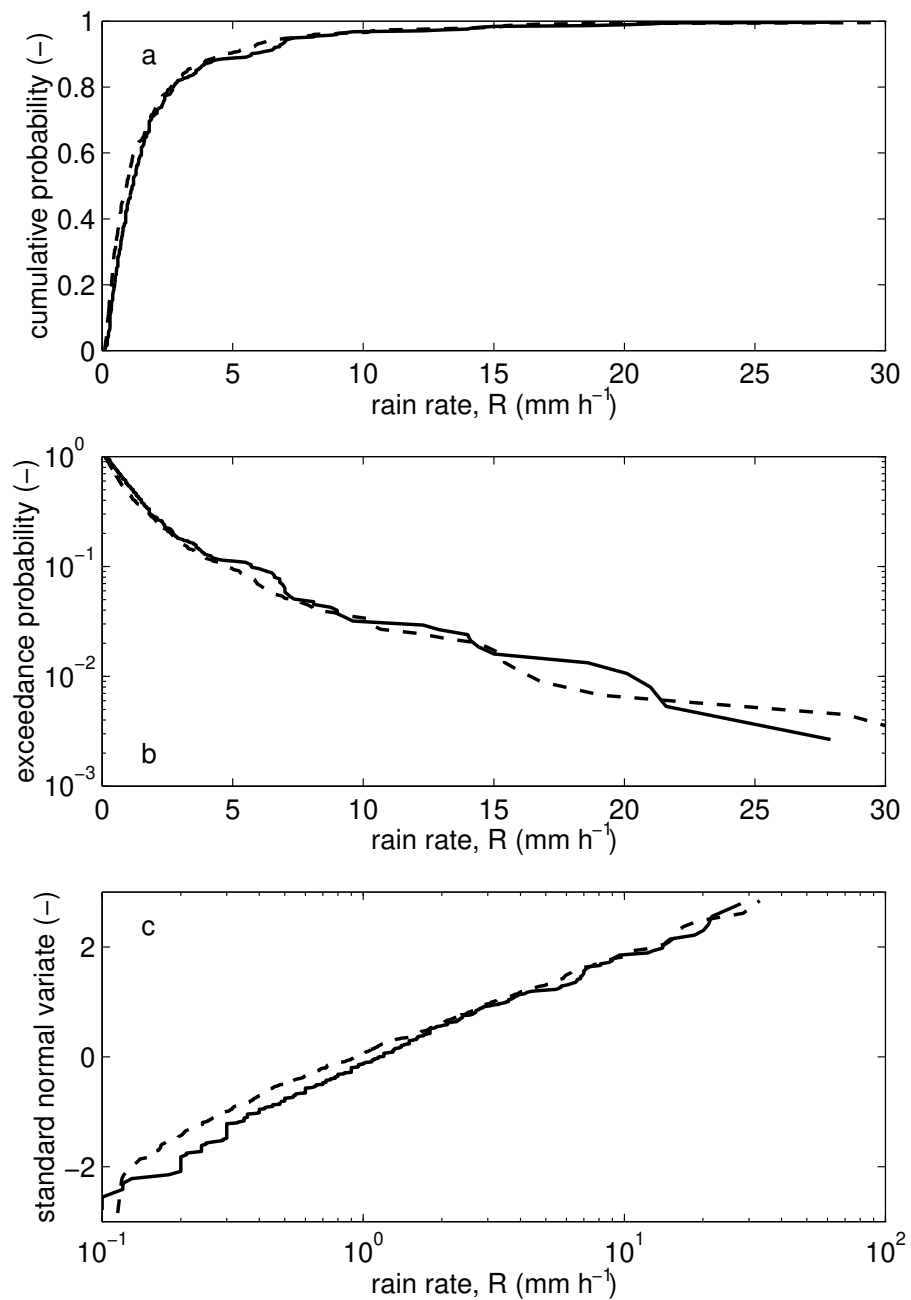 1
0.8
0.6
0.4
0.2
0
cumulative probability (−)
a
0 5 10 15 20 25 30
rain rate, R (mm h⁻¹)
10⁰
10⁻¹
10⁻²
10⁻³
exceedance probability (−)
b
0 5 10 15 20 25 30
rain rate, R (mm h⁻¹)
2
0
−2
standard normal variate (−)
c
10⁻¹ 10⁰ 10¹ 10²
rain rate, R (mm h⁻¹)